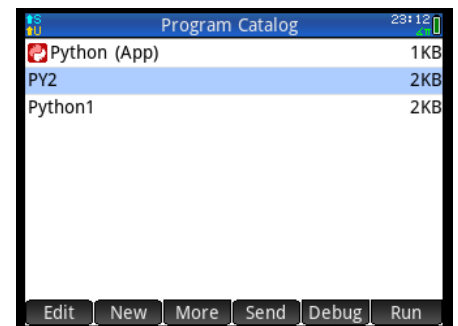 ↑S
↑U
Program Catalog
23:12
∠π
Python (App) 1KB
PY2 2KB
Python1 2KB
Edit New More Send Debug Run